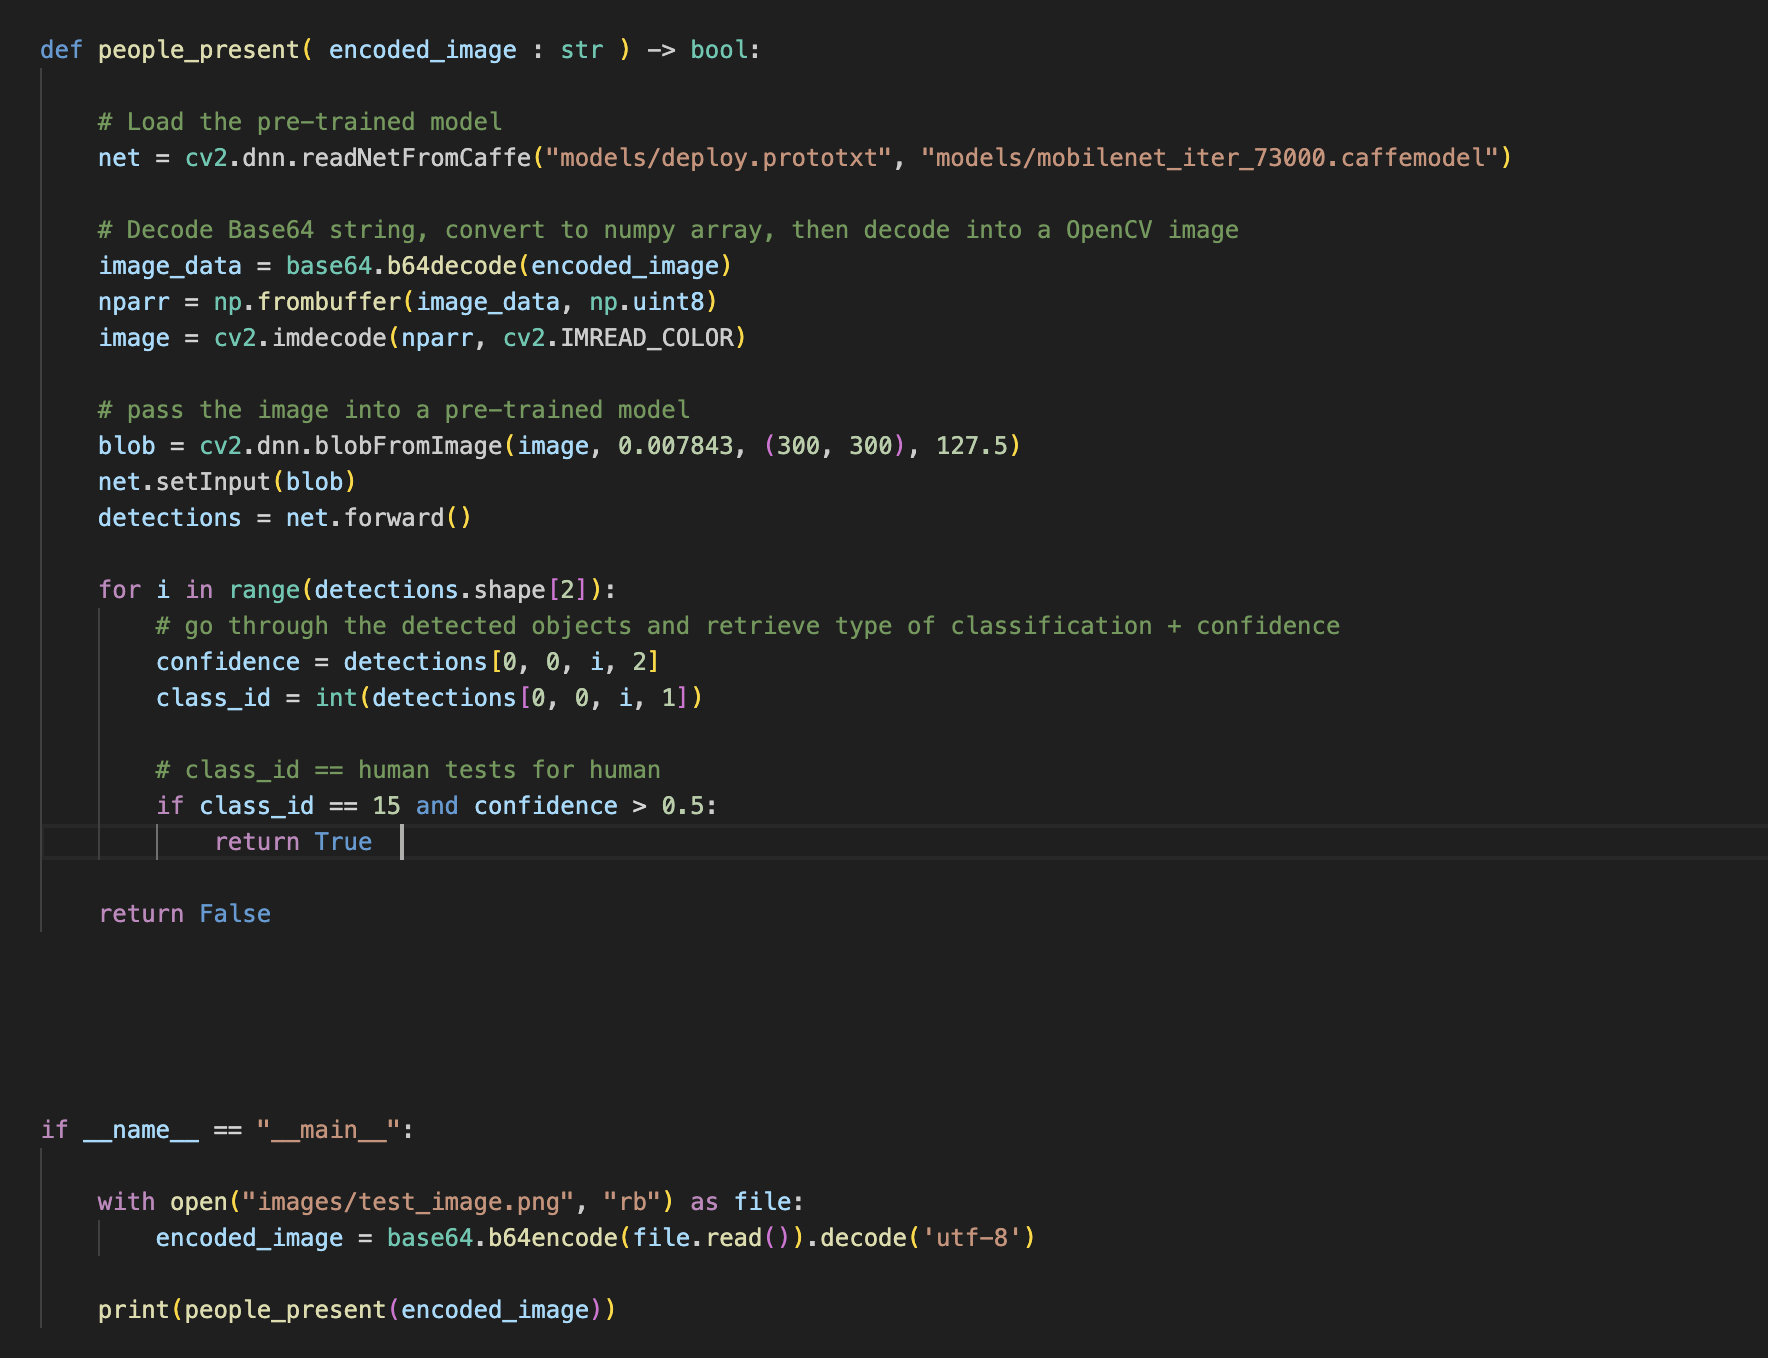 def people_present( encoded_image : str ) -> bool:
# Load the pre-trained model
net = cv2.dnn.readNetFromCaffe("models/deploy.prototxt", "models/mobilenet_iter_73000.caffemodel")
# Decode Base64 string, convert to numpy array, then decode into a OpenCV image
image_data = base64.b64decode(encoded_image)
nparr = np.frombuffer(image_data, np.uint8)
image = cv2.imdecode(nparr, cv2.IMREAD_COLOR)
# pass the image into a pre-trained model
blob = cv2.dnn.blobFromImage(image, 0.007843, (300, 300), 127.5)
net.setInput(blob)
detections = net.forward()
for i in range(detections.shape[2]):
# go through the detected objects and retrieve type of classification + confidence
confidence = detections[0, 0, i, 2]
class_id = int(detections[0, 0, i, 1])
# class_id == human tests for human
if class_id == 15 and confidence > 0.5:
return True
return False
if __name__ == "__main__":
with open("images/test_image.png", "rb") as file:
encoded_image = base64.b64encode(file.read()).decode('utf-8')
print(people_present(encoded_image))